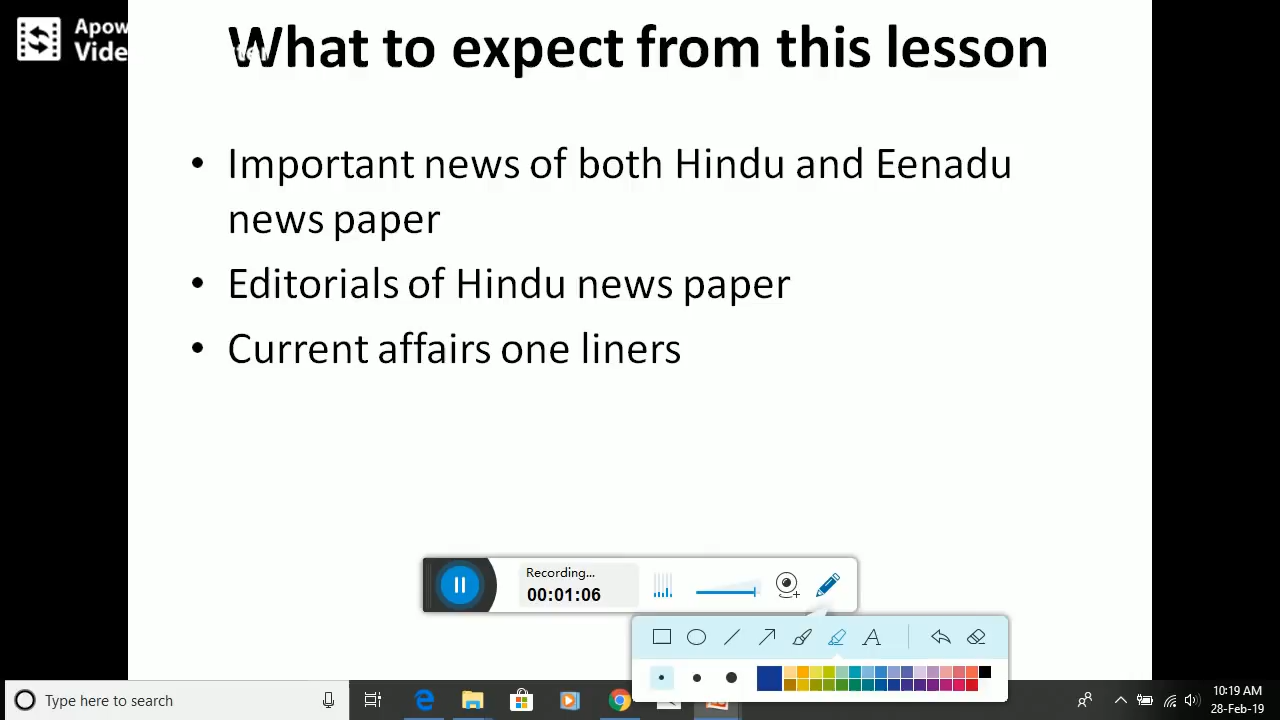 Apow
Vide
What to expect from this lesson
• Important news of both Hindu and Eenadu
news paper
• Editorials of Hindu news paper
• Current affairs one liners
Recording...
00:01:06
A
Type here to search
10:19 AM
28-Feb-19